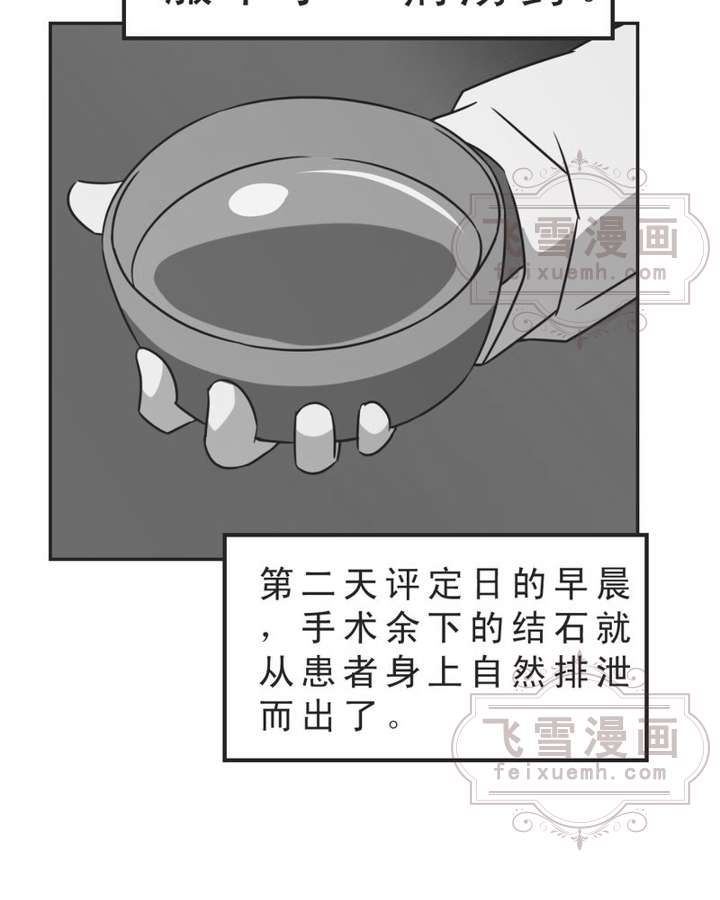 飞雪漫画
feixuemh.com
第二天评定日的早晨
，手术余下的结石就
从患者身上自然排泄
而出了。
飞雪漫画
feixuemh.com